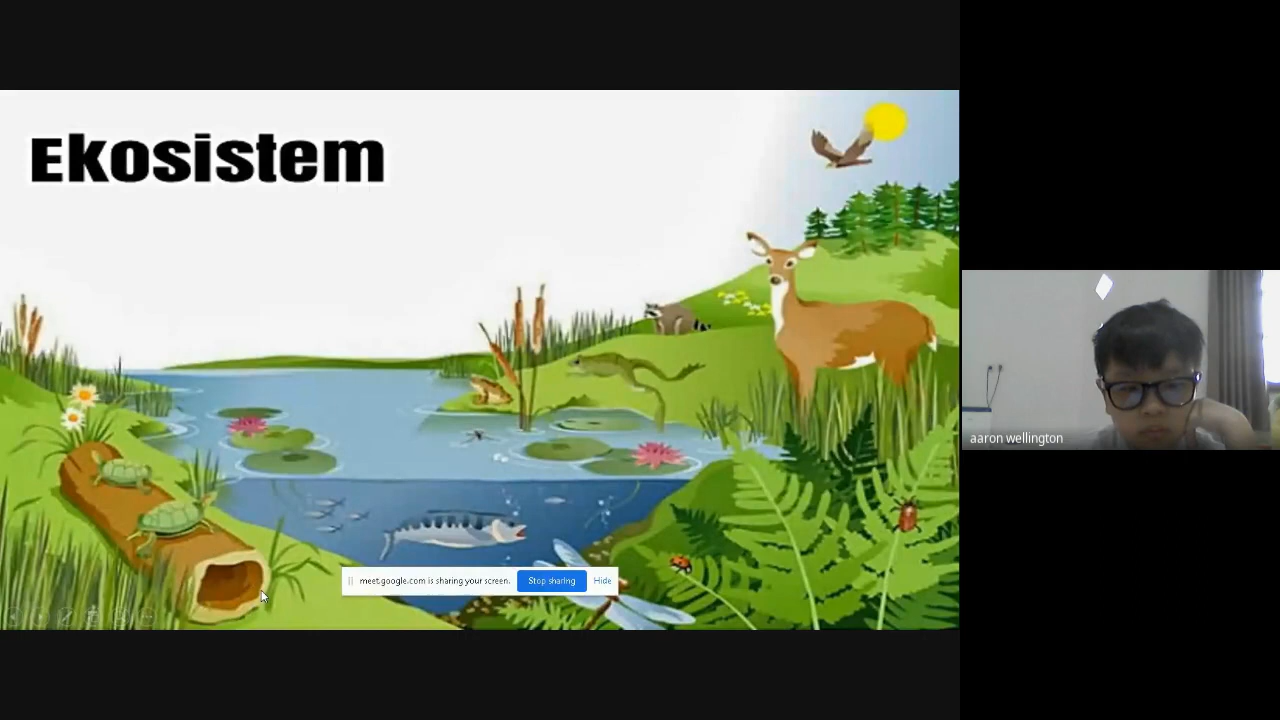 Ekosistem
aaron wellington
meet.google.com is sharing your screen.
Stop sharing
Hide